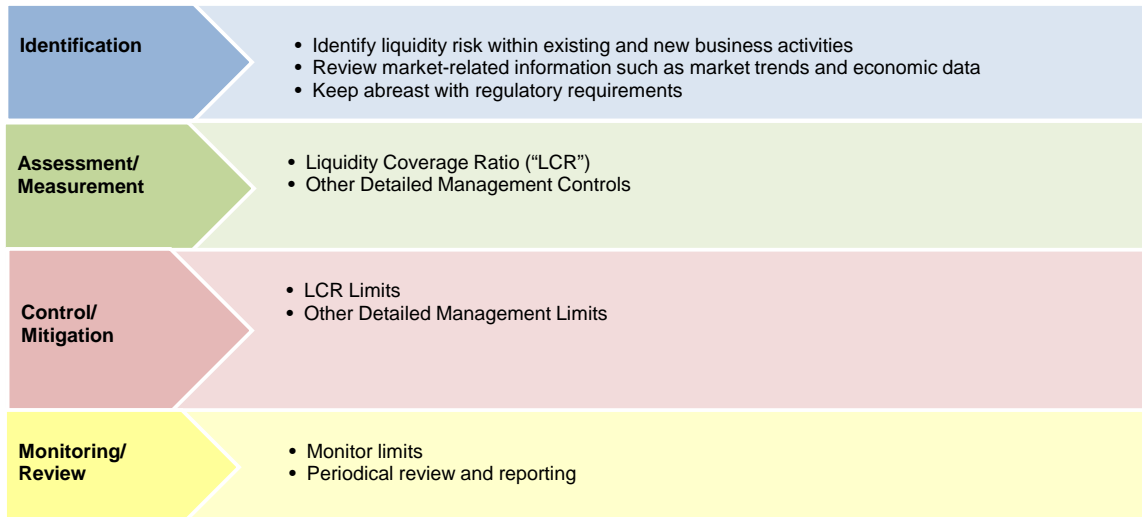 Identification
• Identify liquidity risk within existing and new business activities
• Review market-related information such as market trends and economic data
• Keep abreast with regulatory requirements
Assessment/
Measurement
• Liquidity Coverage Ratio (“LCR”)
• Other Detailed Management Controls
Control/
Mitigation
• LCR Limits
• Other Detailed Management Limits
Monitoring/
Review
• Monitor limits
• Periodical review and reporting